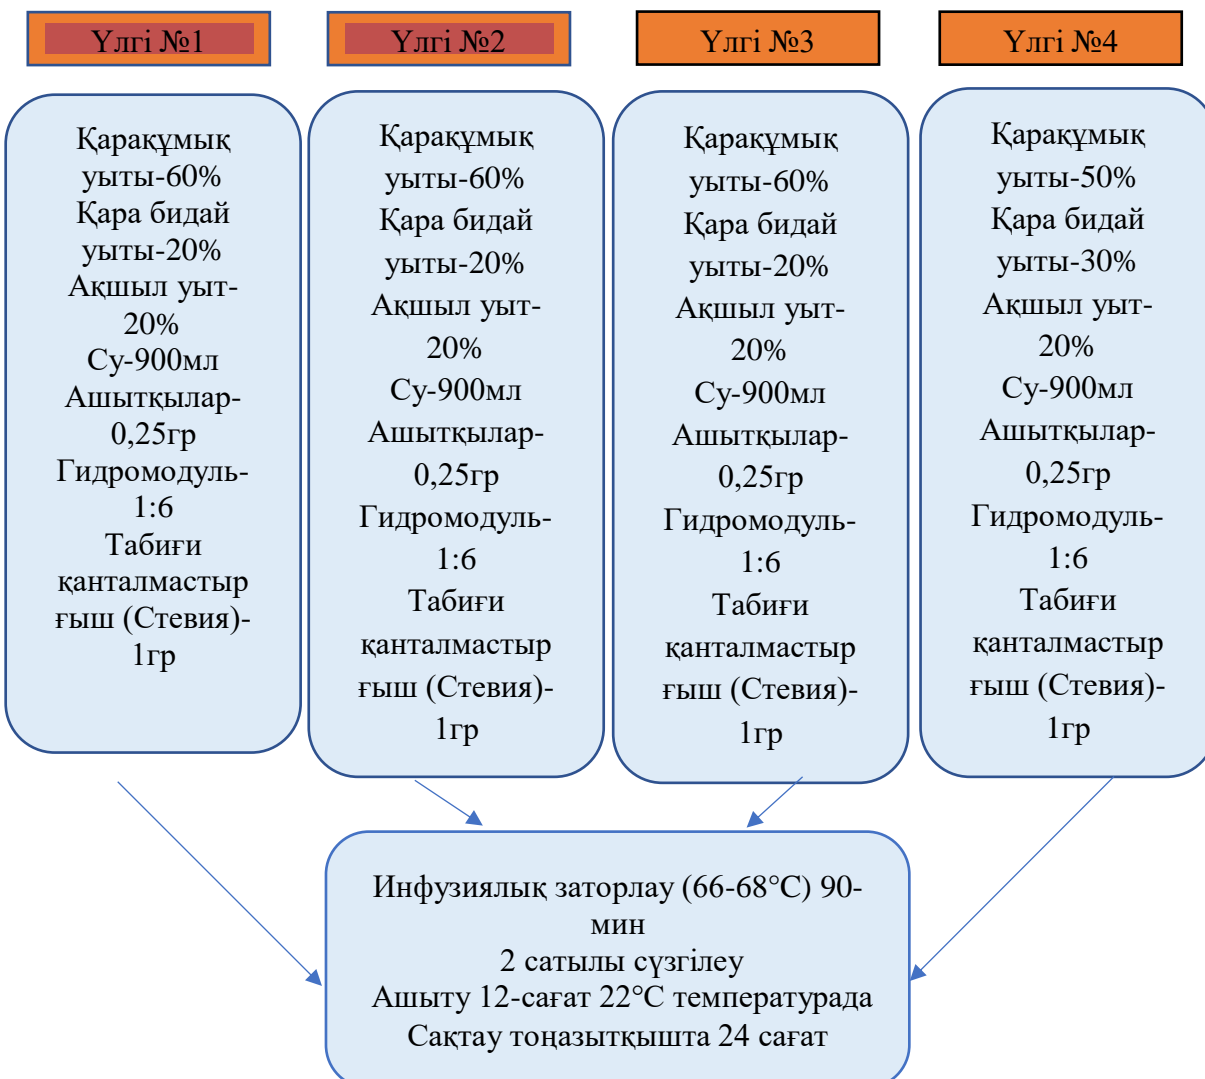 Үлгі №1
Қарақұмық
уыты-60%
Қара бидай
уыты-20%
Ақшыл уыт-
20%
Су-900мл
Ашытқылар-
0,25гр
Гидромодуль-
1:6
Табиғи
қанталмастыр
ғыш (Стевия)-
1гр
Үлгі №2
Қарақұмық
уыты-60%
Қара бидай
уыты-20%
Ақшыл уыт-
20%
Су-900мл
Ашытқылар-
0,25гр
Гидромодуль-
1:6
Табиғи
қанталмастыр
ғыш (Стевия)-
1гр
Үлгі №3
Қарақұмық
уыты-60%
Қара бидай
уыты-20%
Ақшыл уыт-
20%
Су-900мл
Ашытқылар-
0,25гр
Гидромодуль-
1:6
Табиғи
қанталмастыр
ғыш (Стевия)-
1гр
Үлгі №4
Қарақұмық
уыты-50%
Қара бидай
уыты-30%
Ақшыл уыт-
20%
Су-900мл
Ашытқылар-
0,25гр
Гидромодуль-
1:6
Табиғи
қанталмастыр
ғыш (Стевия)-
1гр
Инфузиялық заторлау (66-68°С) 90-
мин
2 сатылы сүзгілеу
Ашыту 12-сағат 22°С температурада
Сақтау тоңазытқышта 24 сағат